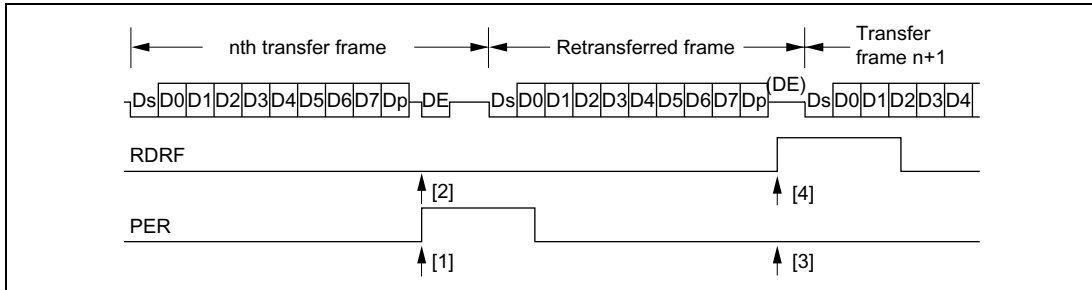 nth transfer frame
Retransferred frame
Transfer
frame n+1
(DE)
Ds D0 D1 D2 D3 D4 D5 D6 D7 Dp DE Ds D0 D1 D2 D3 D4 D5 D6 D7 Dp Ds D0 D1 D2 D3 D4
RDRF
[2] [4]
PER
[1] [3]